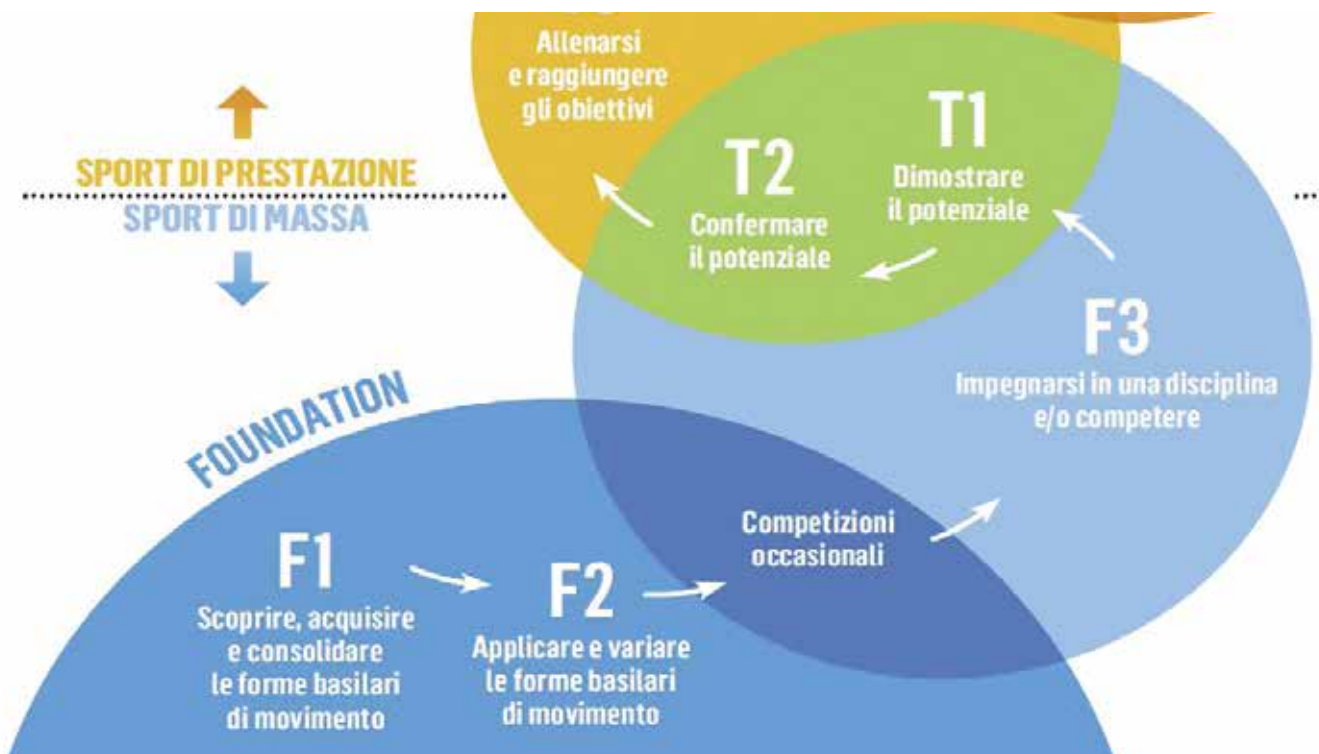 Allenarsi
e raggiungere
gli obiettivi
T1
Dimostrare
il potenziale
T2
Confermare
il potenziale
SPORT DI PRESTAZIONE
SPORT DI MASSA
F3
Impegnarsi in una disciplina
e/o competere
FOUNDATION
Competizioni
occasionali
F1
Scoprire, acquisire
e consolidare
le forme basilari
di movimento
F2
Applicare e variare
le forme basilari
di movimento